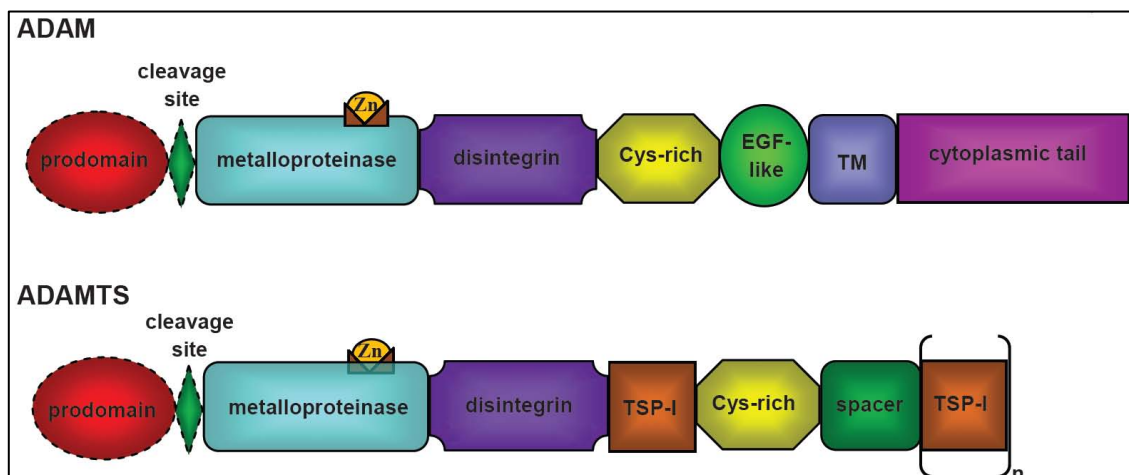 ADAM
cleavage
site
Zn
prodomain
metalloproteinase
disintegrin
Cys-rich
EGF-
like
TM
cytoplasmic tail
ADAMTS
cleavage
site
Zn
prodomain
metalloproteinase
disintegrin
TSP-I
Cys-rich
spacer
TSP-I
n